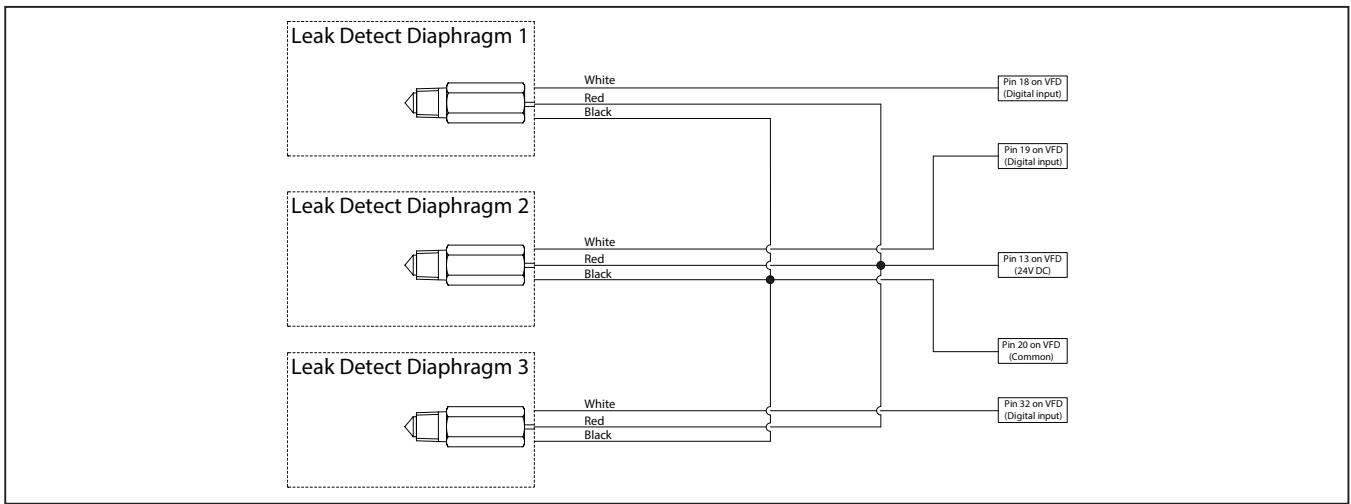 Leak Detect Diaphragm 1
White
Red
Black
Pin 18 on VFD
(Digital input)
Pin 19 on VFD
(Digital input)
Leak Detect Diaphragm 2
White
Red
Black
Pin 13 on VFD
(24V DC)
Pin 20 on VFD
(Common)
Leak Detect Diaphragm 3
White
Red
Black
Pin 32 on VFD
(Digital input)